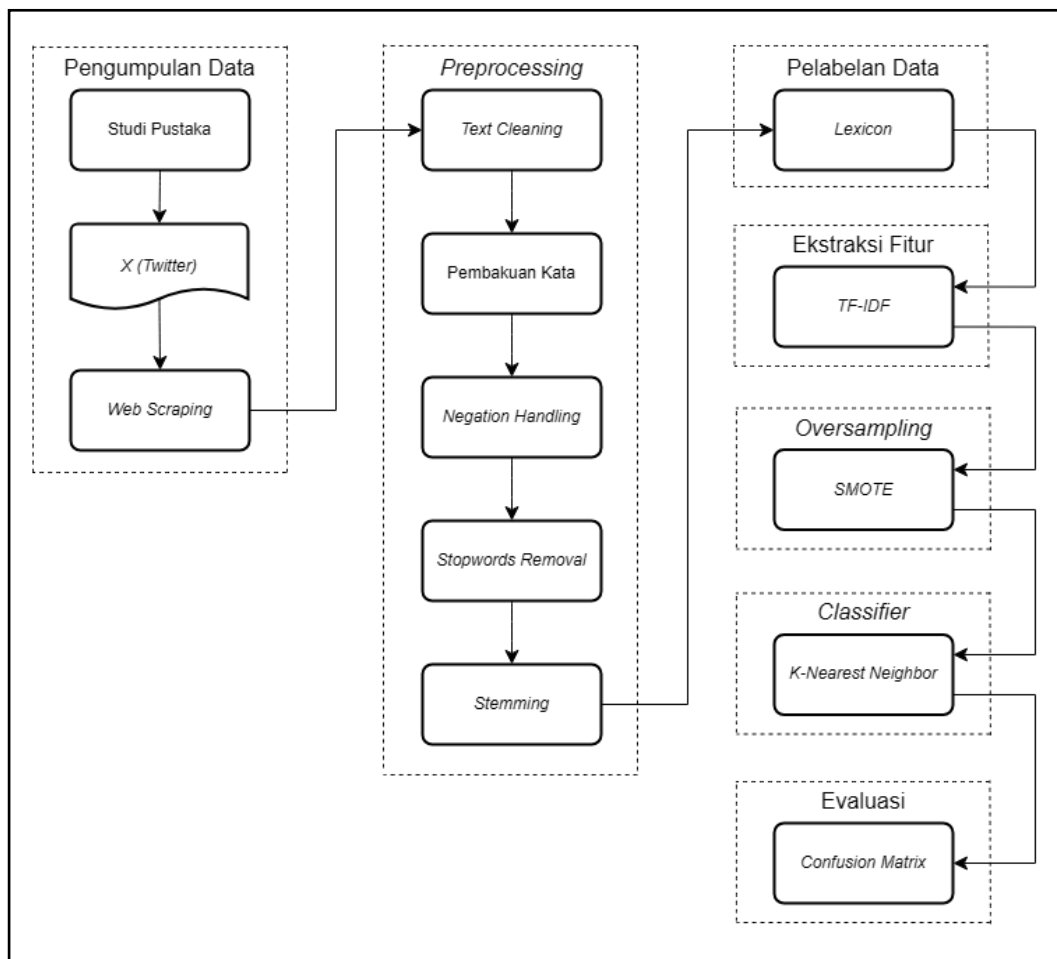 Pengumpulan Data
Studi Pustaka
X (Twitter)
Web Scraping
Preprocessing
Text Cleaning
Pembakuan Kata
Negation Handling
Stopwords Removal
Stemming
Pelabelan Data
Lexicon
Ekstraksi Fitur
TF-IDF
Oversampling
SMOTE
Classifier
K-Nearest Neighbor
Evaluasi
Confusion Matrix